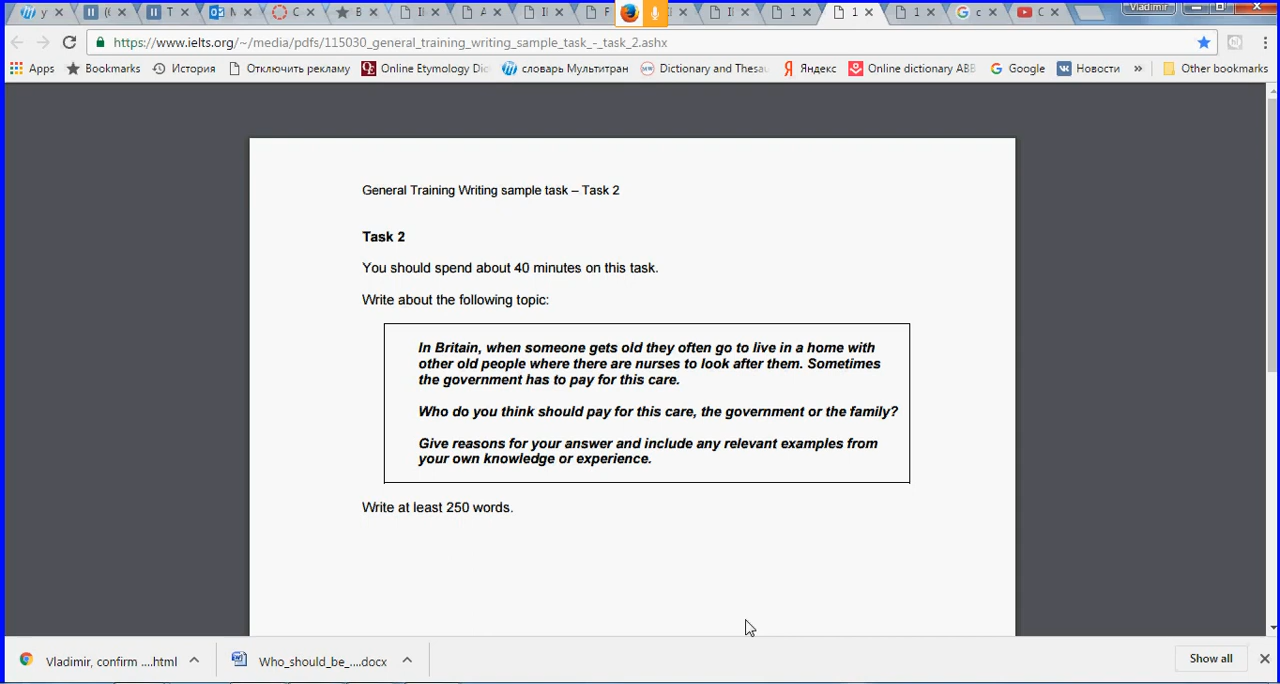 Vladimir
https://www.ielts.org/~/media/pdfs/115030_general_training_writing_sample_task_-_task_2.ashx
Apps Bookmarks История Отключить рекламу Online Etymology Dic словарь Мультитран Dictionary and Thesau Яндекс Online dictionary ABB Google Новости » Other bookmarks
General Training Writing sample task – Task 2
Task 2
You should spend about 40 minutes on this task.
Write about the following topic:
In Britain, when someone gets old they often go to live in a home with
other old people where there are nurses to look after them. Sometimes
the government has to pay for this care.
Who do you think should pay for this care, the government or the family?
Give reasons for your answer and include any relevant examples from
your own knowledge or experience.
Write at least 250 words.
Vladimir, confirm ....html Who_should_be_....docx Show all